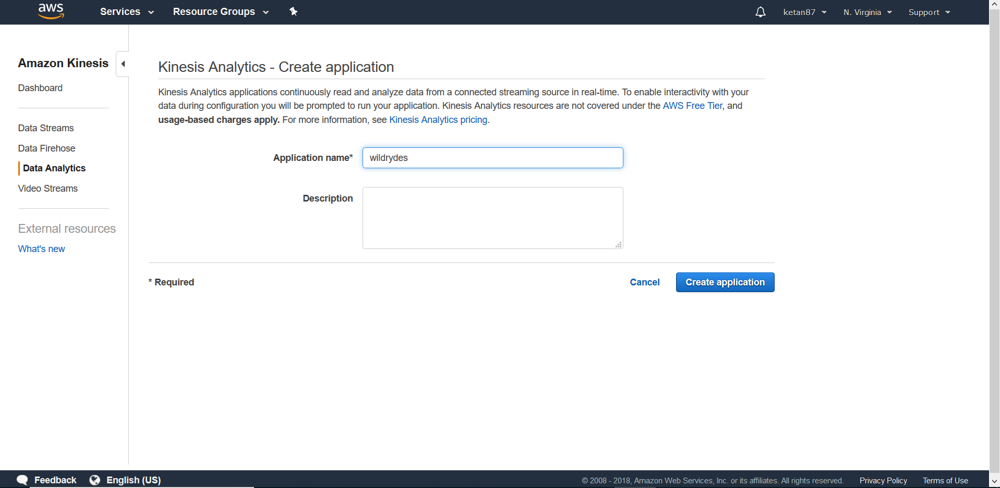 aws
Services
Resource Groups
ketan87
N. Virginia
Support
Amazon Kinesis
Dashboard
Data Streams
Data Firehose
Data Analytics
Video Streams
External resources
What's new
Kinesis Analytics - Create application
Kinesis Analytics applications continuously read and analyze data from a connected streaming source in real-time. To enable interactivity with your
data during configuration you will be prompted to run your application. Kinesis Analytics resources are not covered under the AWS Free Tier, and
usage-based charges apply. For more information, see Kinesis Analytics pricing.
Application name* wildrydes
Description
* Required
Cancel
Create application
Feedback
English (US)
© 2008 - 2018, Amazon Web Services, Inc. or its affiliates. All rights reserved.
Privacy Policy
Terms of Use